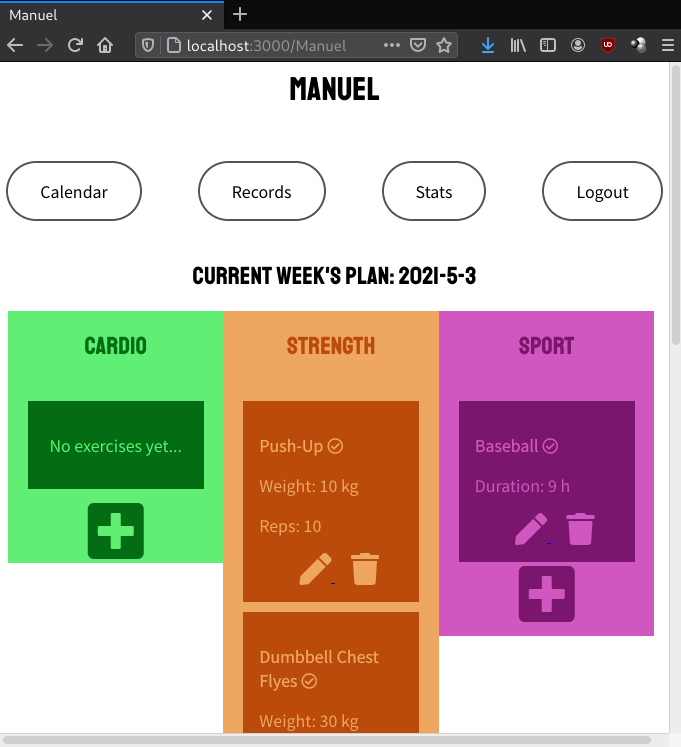 Manuel
localhost:3000/Manuel
MANUEL
Calendar
Records
Stats
Logout
CURRENT WEEK'S PLAN: 2021-5-3
CARDIO
No exercises yet...
STRENGTH
Push-Up
Weight: 10 kg
Reps: 10
Dumbbell Chest
Flyes
Weight: 30 kg
SPORT
Baseball
Duration: 9 h